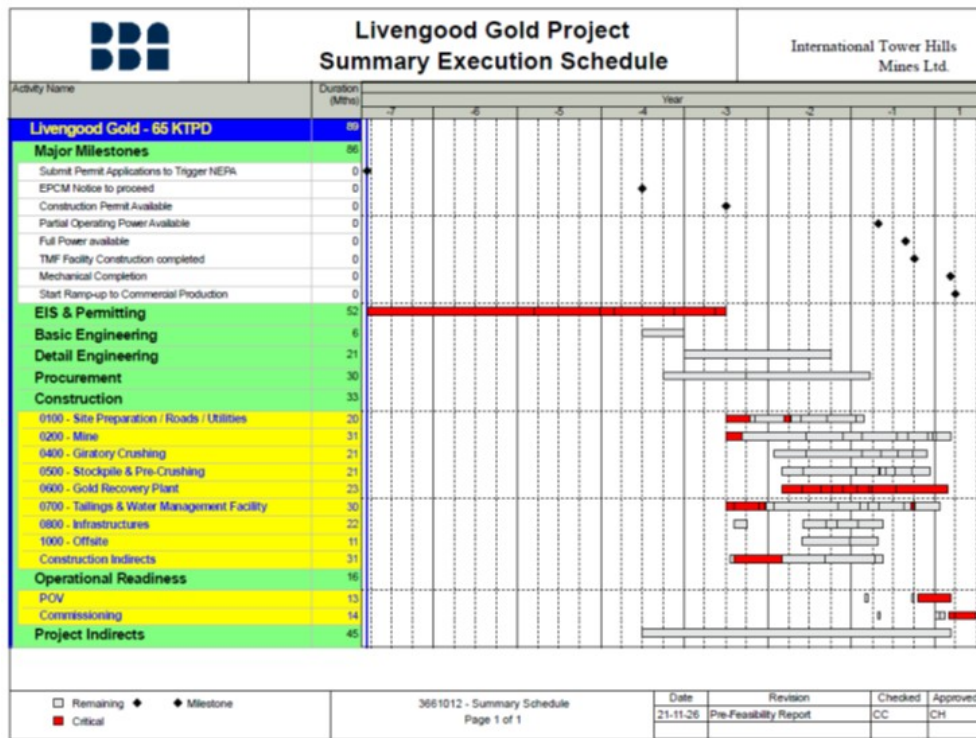 BBA
Livengood Gold Project
Summary Execution Schedule
International Tower Hills
Mines Ltd.
Activity Name Duration (Mths) Year
-7 -6 -5 -4 -3 -2 -1 1
Livengood Gold - 65 KTPD 89
Major Milestones 86
Submit Permit Applications to Trigger NEPA 0
EPCM Notice to proceed 0
Construction Permit Available 0
Partial Operating Power Available 0
Full Power available 0
TMF Facility Construction completed 0
Mechanical Completion 0
Start Ramp-up to Commercial Production 0
EIS & Permitting 52
Basic Engineering 6
Detail Engineering 21
Procurement 30
Construction 33
0100 - Site Preparation / Roads / Utilities 20
0200 - Mine 31
0400 - Giratory Crushing 21
0500 - Stockpile & Pre-Crushing 21
0600 - Gold Recovery Plant 23
0700 - Tailings & Water Management Facility 30
0800 - Infrastructures 22
1000 - Offsite 11
Construction Indirects 31
Operational Readiness 16
POV 13
Commissioning 14
Project Indirects 45
Remaining Milestone
Critical
3661012 - Summary Schedule
Page 1 of 1
Date Revision Checked Approved
21-11-26 Pre-Feasibility Report CC CH